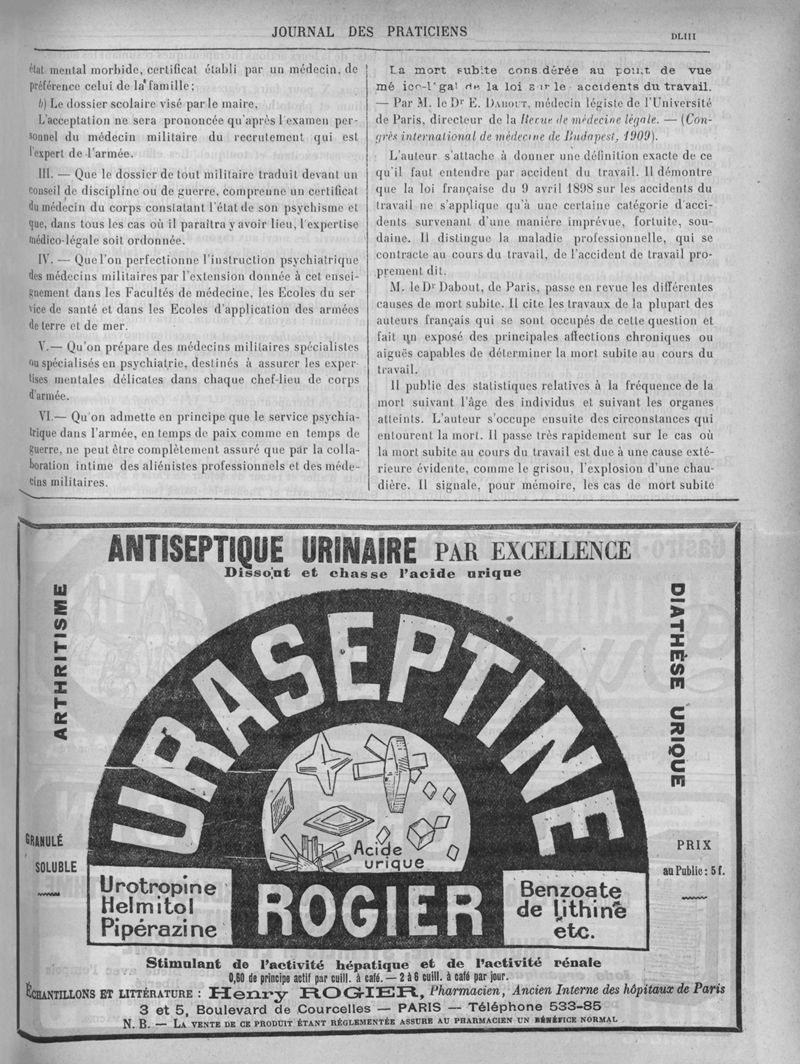 JOURNAL DES PRATICIENS
DLIII
état mental morbide, certificat établi par un médecin, de
préférence celui de la famille;
b) Le dossier scolaire visé par le maire.
L'acceptation ne sera prononcée qu'après l'examen per-
sonnel du médecin militaire du recrutement qui est
l'expert de l'armée.
III. — Que le dossier de tout militaire traduit devant un
conseil de discipline ou de guerre, comprenne un certificat
du médecin du corps constatant l'état de son psychisme et
que, dans tous les cas où il paraîtra y avoir lieu, l'expertise
médico-légale soit ordonnée.
IV. — Que l'on perfectionne l'instruction psychiatrique
des médecins militaires par l'extension donnée à cet ensei-
gnement dans les Facultés de médecine, les Ecoles du ser
vice de santé et dans les Ecoles d'application des armées
de terre et de mer.
V. — Qu'on prépare des médecins militaires spécialistes
ou spécialisés en psychiatrie, destinés à assurer les exper-
tises mentales délicates dans chaque chef-lieu de corps
d'armée.
VI. — Qu'on admette en principe que le service psychia-
trique dans l'armée, en temps de paix comme en temps de
guerre, ne peut être complètement assuré que par la colla-
boration intime des aliénistes professionnels et des méde-
cins militaires.
La mort subite cons dérée au point de vue
mé ico-l'gal de la loi sur le accidents du travail.
— Par M. le Dr E. DABOUT, médecin légiste de l'Université
de Paris, directeur de la Revue de médecine légale. — (Con-
grès international de médecine de Budapest, 1909).
L'auteur s'attache à donner une définition exacte de ce
qu'il faut entendre par accident du travail. Il démontre
que la loi française du 9 avril 1898 sur les accidents du
travail ne s'applique qu'à une certaine catégorie d'acci-
dents survenant d'une manière imprévue, fortuite, sou-
daine. Il distingue la maladie professionnelle, qui se
contracte au cours du travail, de l'accident de travail pro-
prement dit.
M. le Dr Dabout, de Paris, passe en revue les différentes
causes de mort subite. Il cite les travaux de la plupart des
auteurs français qui se sont occupés de cette question et
fait un exposé des principales affections chroniques ou
aiguës capables de déterminer la mort subite au cours du
travail.
Il publie des statistiques relatives à la fréquence de la
mort suivant l'âge des individus et suivant les organes
atteints. L'auteur s'occupe ensuite des circonstances qui
entourent la mort. Il passe très rapidement sur le cas où
la mort subite au cours du travail est due à une cause exté-
rieure évidente, comme le grisou, l'explosion d'une chau-
dière. Il signale, pour mémoire, les cas de mort subite
ANTISEPTIQUE URINAIRE PAR EXCELLENCE
Dissout et chasse l'acide urique
ARTHRITISME
DIATHÈSE URIQUE
URASEPTINE
Acide
urique
GRANULÉ
SOLUBLE
PRIX
au Public : 5 f.
Urotropine
Helmitol
Pipérazine
ROGIER
Benzoate
de lithine
etc.
Stimulant de l'activité hépatique et de l'activité rénale
0,60 de principe actif par cuill. à café. — 2 à 6 cuill. à café par jour.
ÉCHANTILLONS ET LITTÉRATURE : Henry ROGIER, Pharmacien, Ancien Interne des hôpitaux de Paris
3 et 5, Boulevard de Courcelles — PARIS — Téléphone 533-85
N. B. — LA VENTE DE CE PRODUIT ÉTANT RÉGLEMENTÉE ASSURE AU PHARMACIEN UN BÉNÉFICE NORMAL